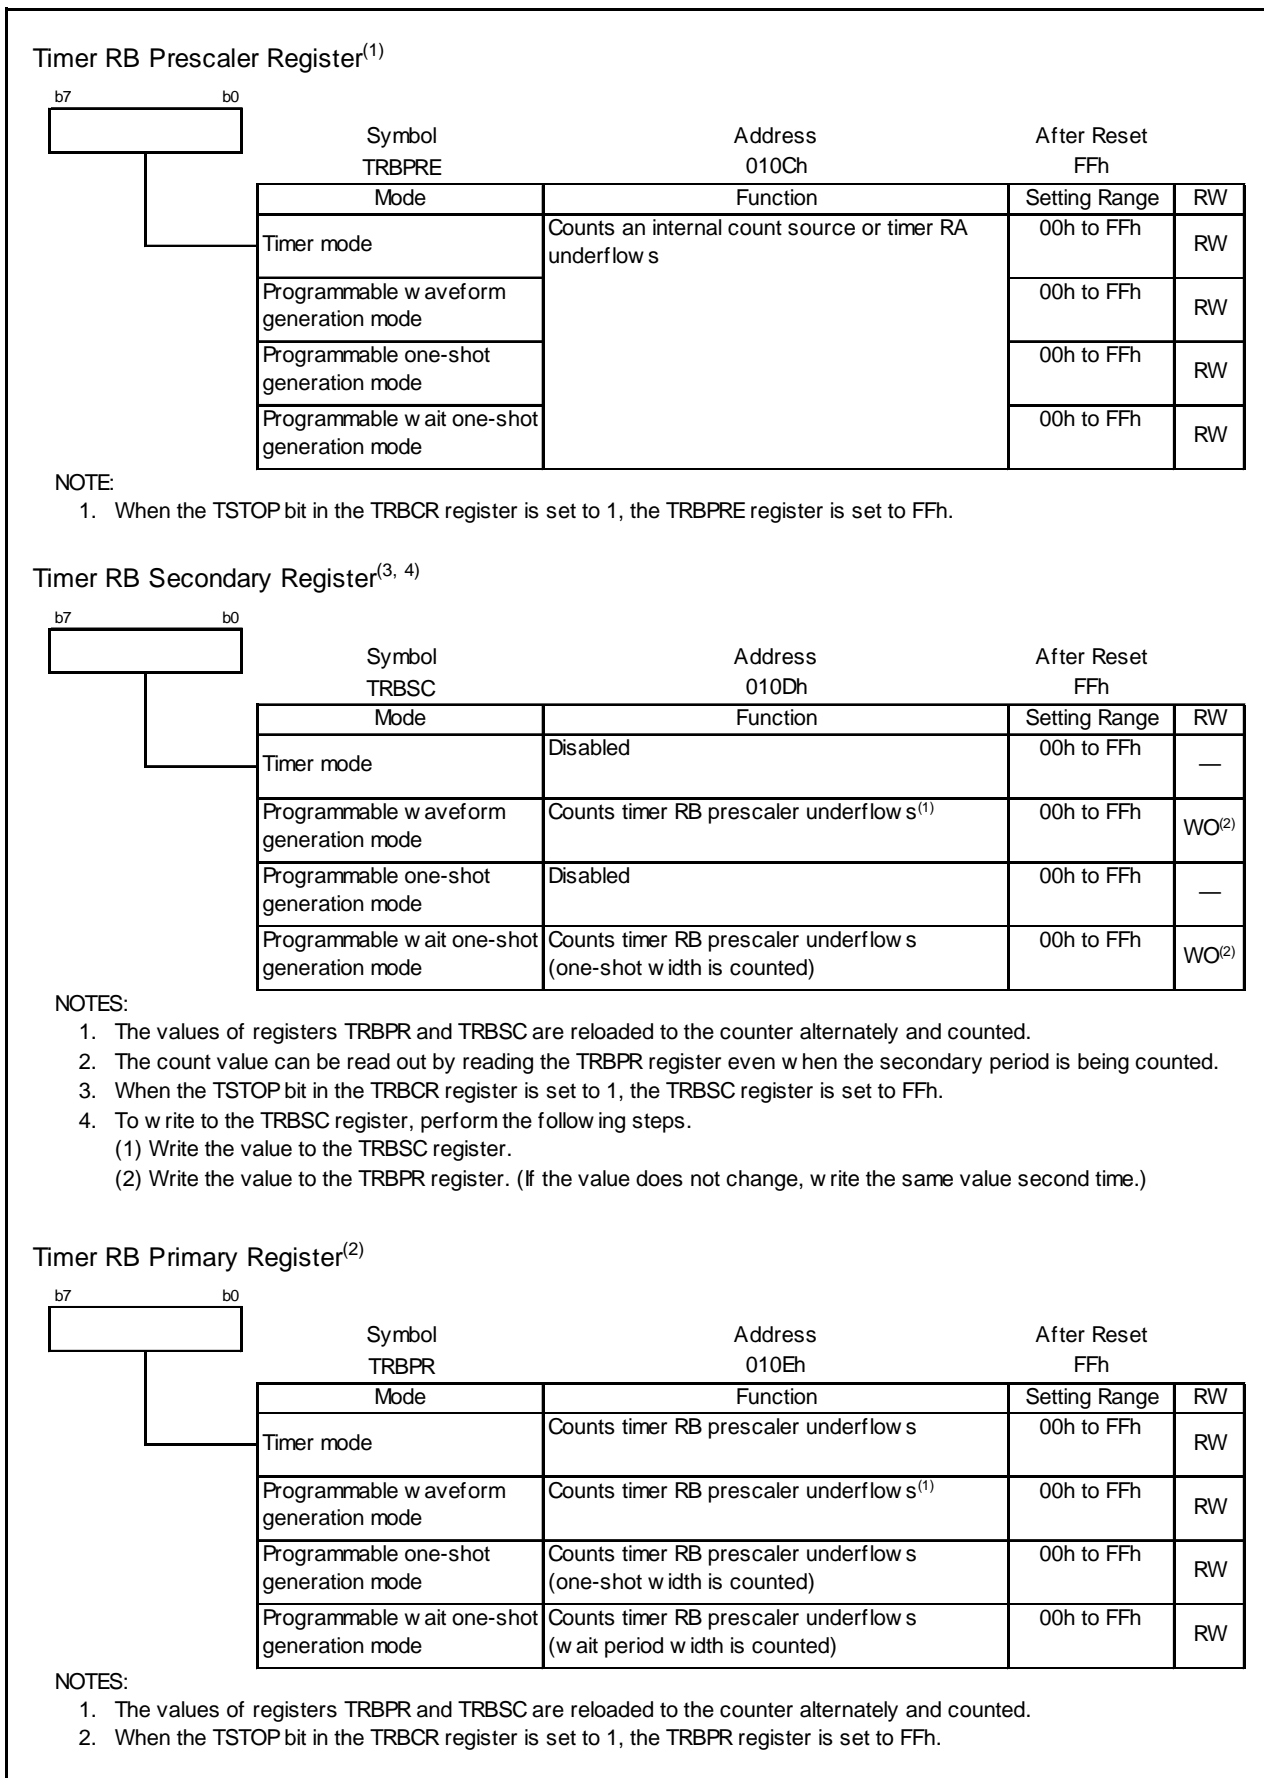 Timer RB Prescaler Register(1)
b7 b0
Symbol Address After Reset
TRBPRE 010Ch FFh
Mode Function Setting Range RW
Timer mode Counts an internal count source or timer RA underflows 00h to FFh RW
Programmable waveform generation mode 00h to FFh RW
Programmable one-shot generation mode 00h to FFh RW
Programmable wait one-shot generation mode 00h to FFh RW
NOTE:
1. When the TSTOP bit in the TRBCR register is set to 1, the TRBPRE register is set to FFh.
Timer RB Secondary Register(3, 4)
b7 b0
Symbol Address After Reset
TRBSC 010Dh FFh
Mode Function Setting Range RW
Timer mode Disabled 00h to FFh —
Programmable waveform generation mode Counts timer RB prescaler underflows(1) 00h to FFh WO(2)
Programmable one-shot generation mode Disabled 00h to FFh —
Programmable wait one-shot generation mode Counts timer RB prescaler underflows (one-shot width is counted) 00h to FFh WO(2)
NOTES:
1. The values of registers TRBPR and TRBSC are reloaded to the counter alternately and counted.
2. The count value can be read out by reading the TRBPR register even when the secondary period is being counted.
3. When the TSTOP bit in the TRBCR register is set to 1, the TRBSC register is set to FFh.
4. To write to the TRBSC register, perform the following steps.
(1) Write the value to the TRBSC register.
(2) Write the value to the TRBPR register. (If the value does not change, write the same value second time.)
Timer RB Primary Register(2)
b7 b0
Symbol Address After Reset
TRBPR 010Eh FFh
Mode Function Setting Range RW
Timer mode Counts timer RB prescaler underflows 00h to FFh RW
Programmable waveform generation mode Counts timer RB prescaler underflows(1) 00h to FFh RW
Programmable one-shot generation mode Counts timer RB prescaler underflows (one-shot width is counted) 00h to FFh RW
Programmable wait one-shot generation mode Counts timer RB prescaler underflows (wait period width is counted) 00h to FFh RW
NOTES:
1. The values of registers TRBPR and TRBSC are reloaded to the counter alternately and counted.
2. When the TSTOP bit in the TRBCR register is set to 1, the TRBPR register is set to FFh.